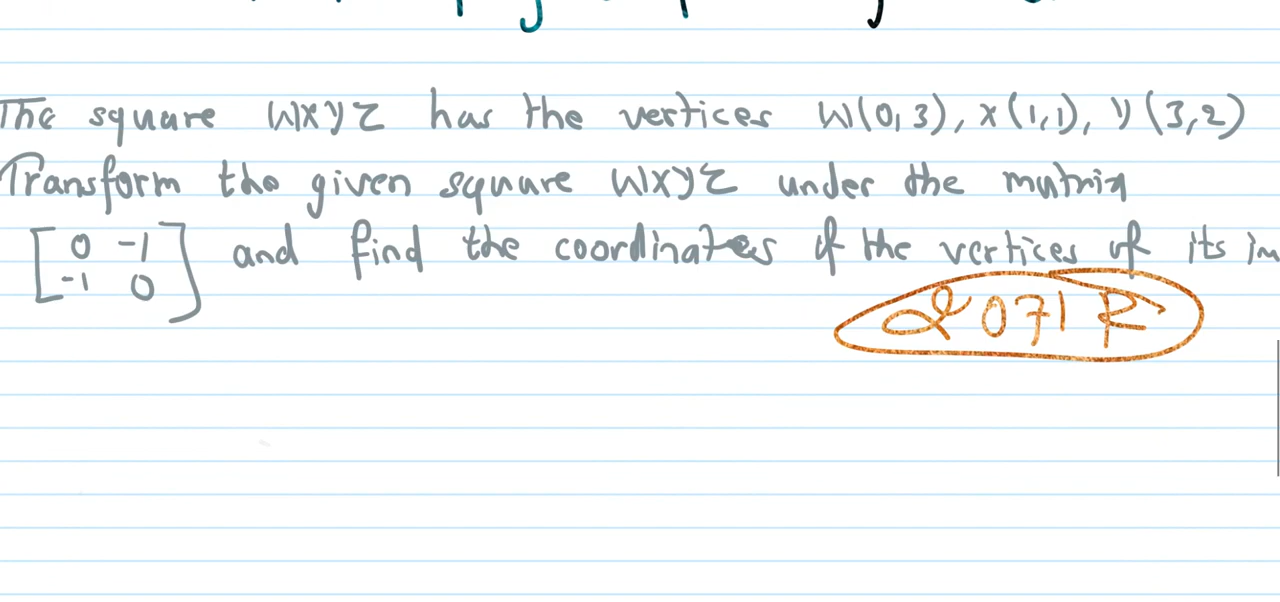 The square WXYZ has the vertices W(0,3), X(1,1), Y(3,2)
Transform the given square WXYZ under the matrix
[0 -1
-1 0] and find the coordinates of the vertices of its im
2071 R